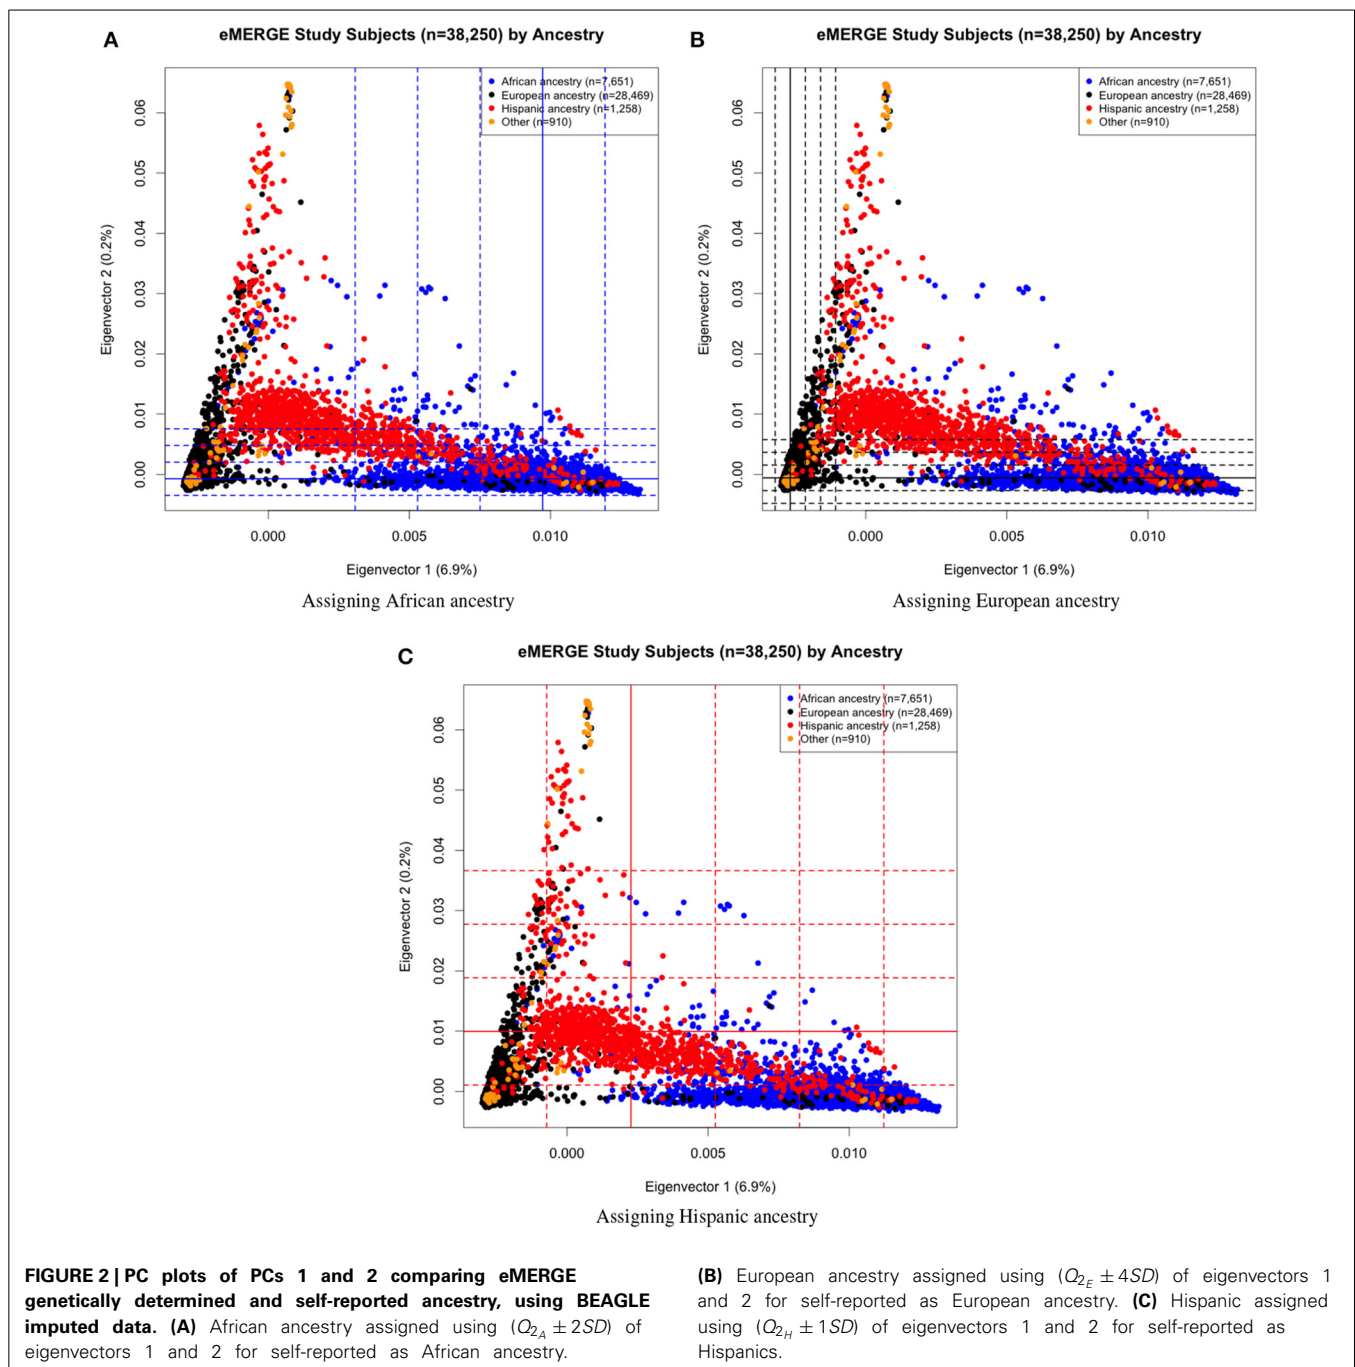 A
eMERGE Study Subjects (n=38,250) by Ancestry
African ancestry (n=7,651)
European ancestry (n=28,469)
Hispanic ancestry (n=1,258)
Other (n=910)
Eigenvector 2 (0.2%)
0.06
0.05
0.04
0.03
0.02
0.01
0.00
0.000 0.005 0.010
Eigenvector 1 (6.9%)
Assigning African ancestry
B
eMERGE Study Subjects (n=38,250) by Ancestry
African ancestry (n=7,651)
European ancestry (n=28,469)
Hispanic ancestry (n=1,258)
Other (n=910)
Eigenvector 2 (0.2%)
0.06
0.05
0.04
0.03
0.02
0.01
0.00
0.000 0.005 0.010
Eigenvector 1 (6.9%)
Assigning European ancestry
C
eMERGE Study Subjects (n=38,250) by Ancestry
African ancestry (n=7,651)
European ancestry (n=28,469)
Hispanic ancestry (n=1,258)
Other (n=910)
Eigenvector 2 (0.2%)
0.06
0.05
0.04
0.03
0.02
0.01
0.00
0.000 0.005 0.010
Eigenvector 1 (6.9%)
Assigning Hispanic ancestry
FIGURE 2 | PC plots of PCs 1 and 2 comparing eMERGE
genetically determined and self-reported ancestry, using BEAGLE
imputed data. (A) African ancestry assigned using (Q2A ± 2SD) of
eigenvectors 1 and 2 for self-reported as African ancestry.
(B) European ancestry assigned using (Q2E ± 4SD) of eigenvectors 1
and 2 for self-reported as European ancestry. (C) Hispanic assigned
using (Q2H ± 1SD) of eigenvectors 1 and 2 for self-reported as
Hispanics.